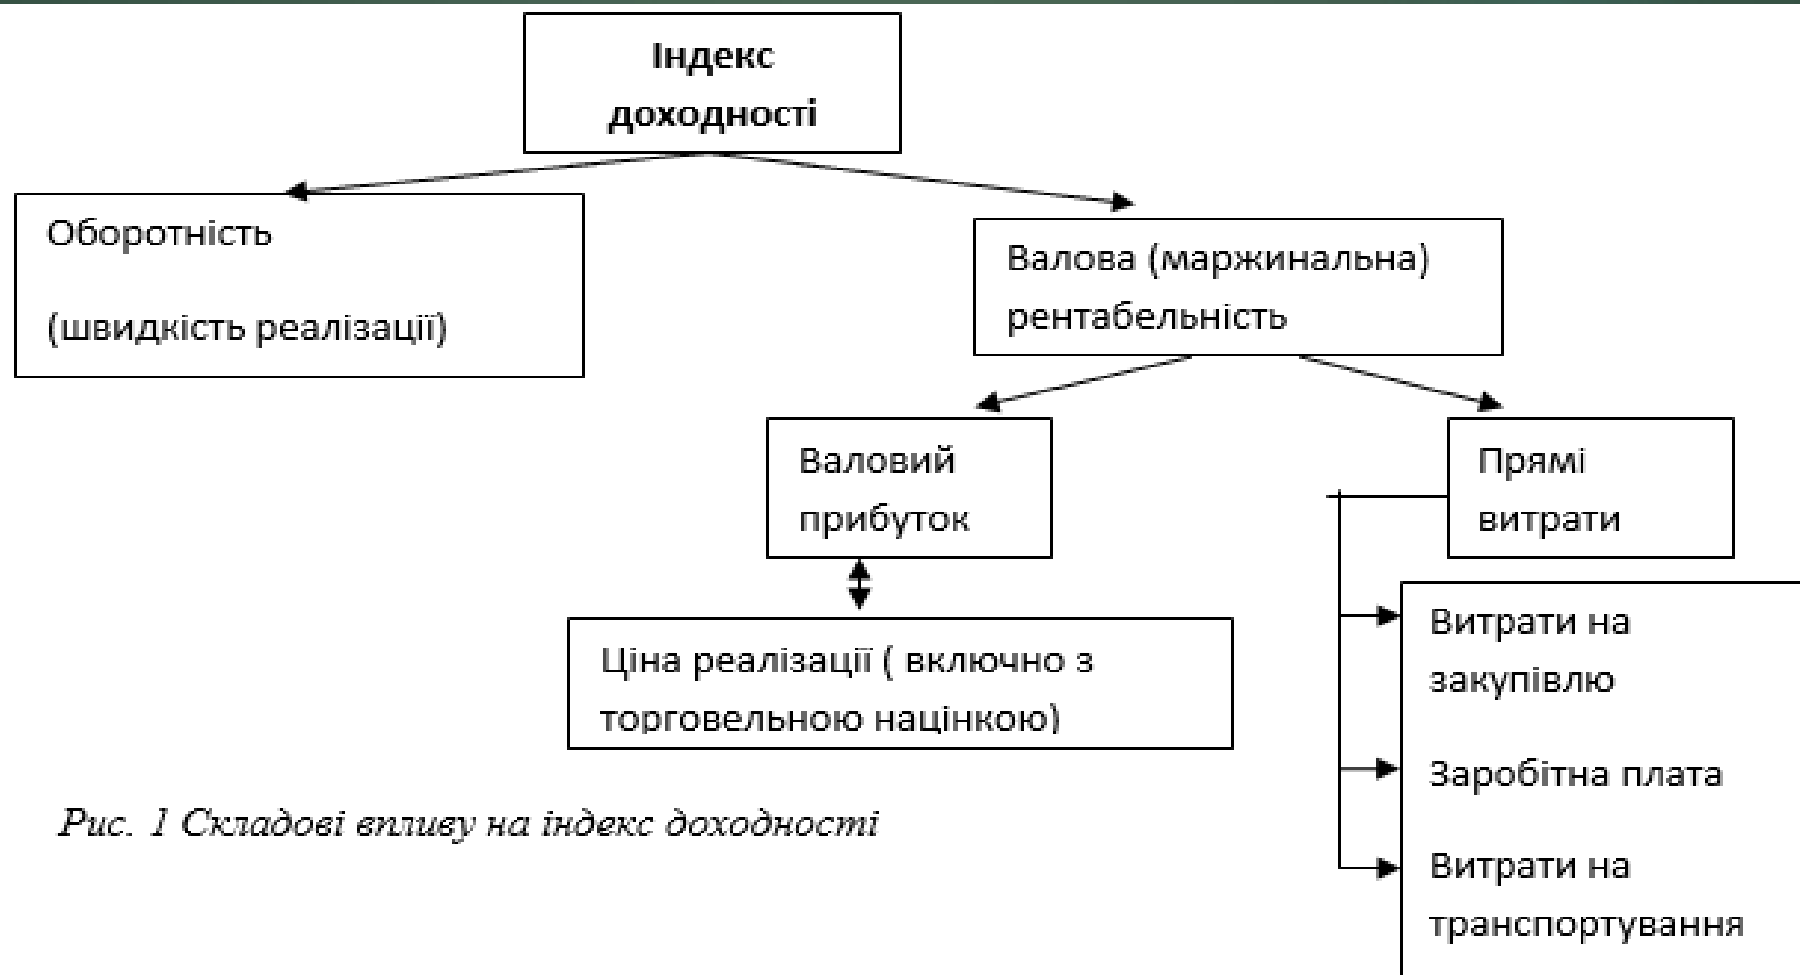 Індекс
доходності
Оборотність
(швидкість реалізації)
Валова (маржинальна)
рентабельність
Валовий
прибуток
Прямі
витрати
Ціна реалізації ( включно з
торговельною націнкою)
Витрати на
закупівлю
Заробітна плата
Витрати на
транспортування
Рис. 1 Складові впливу на індекс доходності